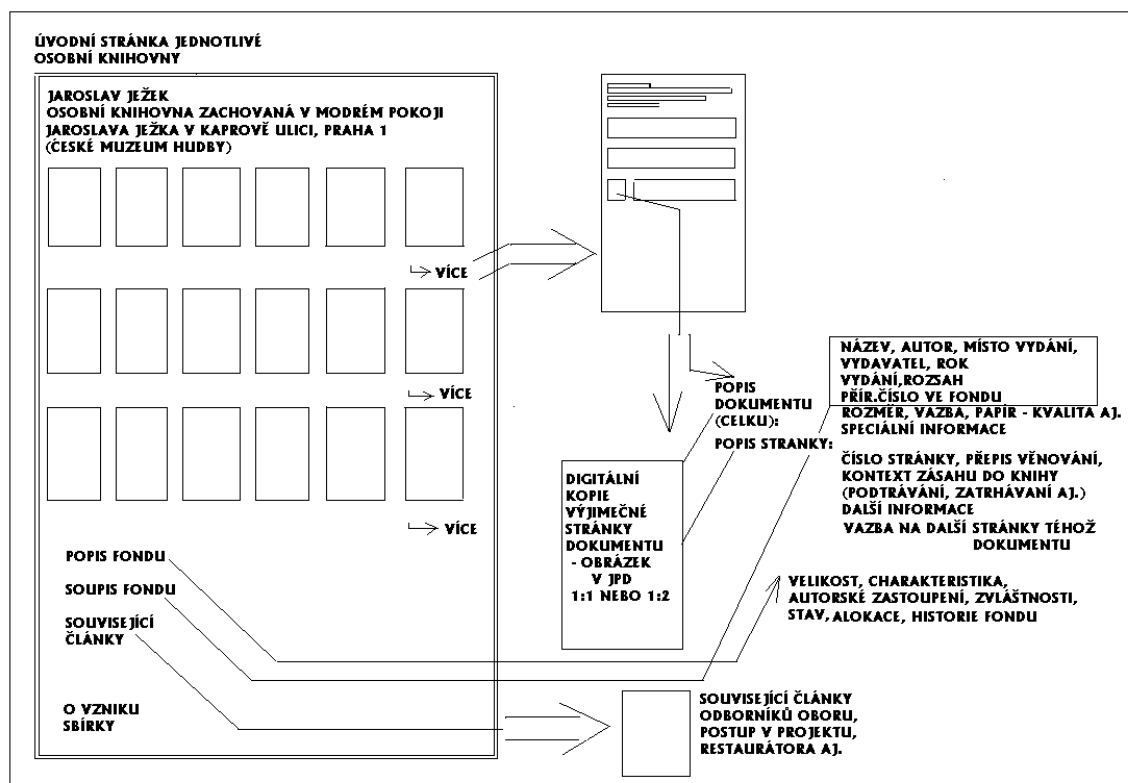 ÚVODNÍ STRÁNKA JEDNOTLIVÉ
OSOBNÍ KNIHOVNY
JAROSLAV JEŽEK
OSOBNÍ KNIHOVNA ZACHOVANÁ V MODRÉM POKOJI
JAROSLAVA JEŽKA V KAPROVĚ ULICI, PRAHA 1
(ČESKÉ MUZEUM HUDBY)
VÍCE
VÍCE
VÍCE
POPIS FONDU
SOUPIS FONDU
SOUVISEJÍCÍ
ČLÁNKY
O VZNIKU
SBÍRKY
DIGITÁLNÍ
KOPIE
VÝJIMEČNÉ
STRÁNKY
DOKUMENTU
- OBRÁZEK
V JPD
1:1 NEBO 1:2
POPIS
DOKUMENTU
(CELKU):
POPIS STRANKY:
NÁZEV, AUTOR, MÍSTO VYDÁNÍ,
VYDAVATEL, ROK
VYDÁNÍ,ROZSAH
PŘÍR.ČÍSLO VE FONDU
ROZMĚR, VAZBA, PAPÍR - KVALITA AJ.
SPECIÁLNÍ INFORMACE
ČÍSLO STRÁNKY, PŘEPIS VĚNOVÁNÍ,
KONTEXT ZÁSAHU DO KNIHY
(PODTRÁVÁNÍ, ZATRHÁVANÍ AJ.)
DALŠÍ INFORMACE
VAZBA NA DALŠÍ STRÁNKY TÉHOŽ
DOKUMENTU
VELIKOST, CHARAKTERISTIKA,
AUTORSKÉ ZASTOUPENÍ, ZVLÁŠTNOSTI,
STAV, ALOKACE, HISTORIE FONDU
SOUVISEJÍCÍ ČLÁNKY
ODBORNÍKŮ OBORU,
POSTUP V PROJEKTU,
RESTAURÁTORA AJ.